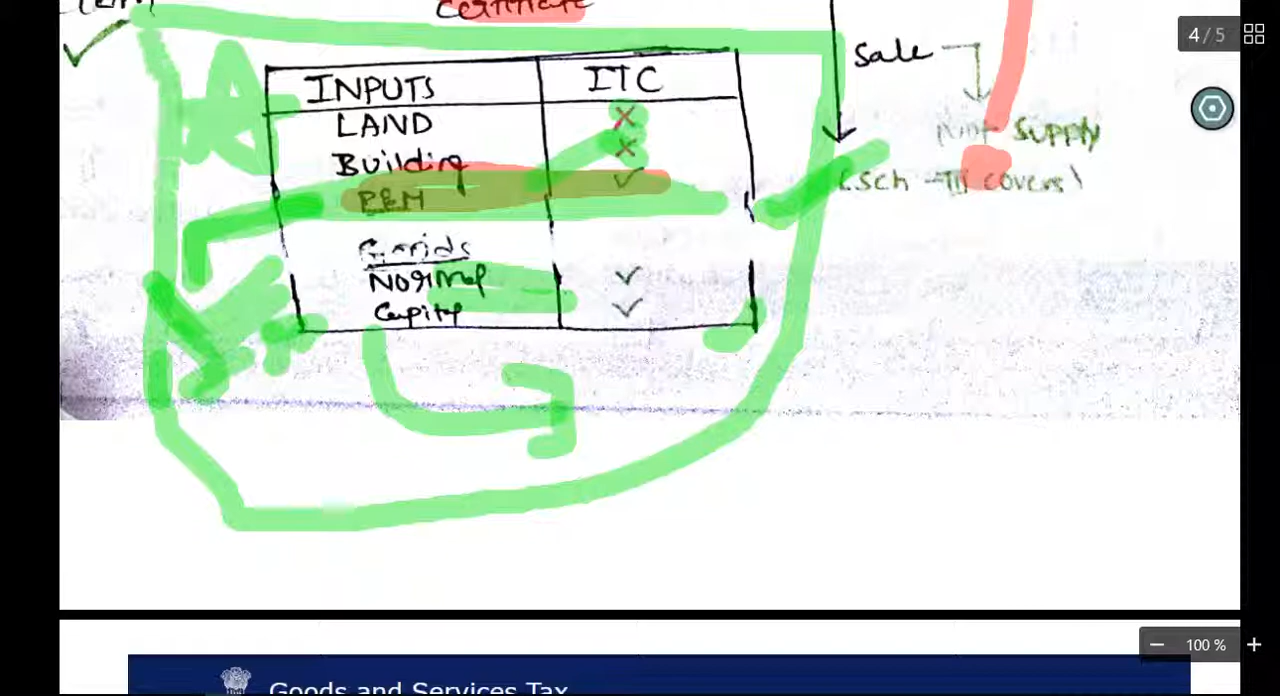 Certificate
4/5
Sale
INPUTS ITC
LAND ×
Building ×
P&M ✓
Not Supply
(Sch - III covers)
Normal ✓
Capital ✓
100 %
Goods and Services Tax